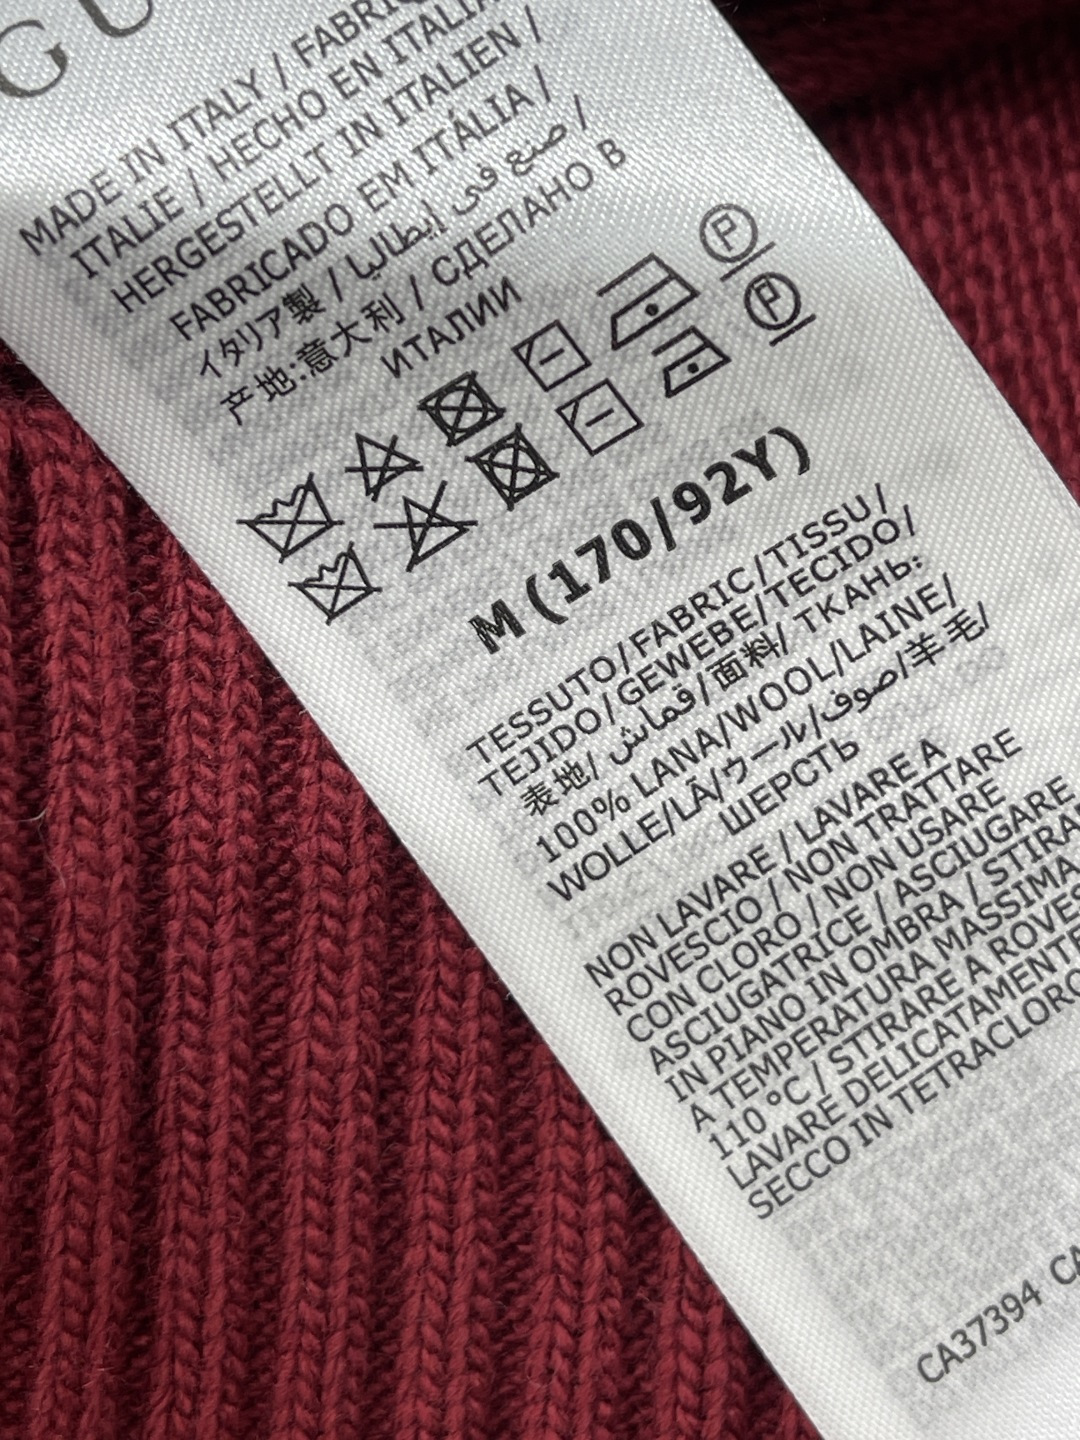 GU
MADE IN ITALY / FABRIQ
ITALIE / HECHO EN ITALIA
HERGESTELLT IN ITALIEN /
FABRICADO EM ITÁLIA /
イタリア製 / صنع في إيطاليا /
产地:意大利 / СДЕЛАНО В
ИТАЛИИ
P
P
M (170/92Y)
TESSUTO/FABRIC/TISSU/
TEJIDO/GEWEBE/TECIDO/
表地/ قماش/面料/ ТКАНЬ:
100% LANA/WOOL/LAINE/
WOLLE/LÃ/ウール/صوف/羊毛/
ШЕРСТЬ
NON LAVARE / LAVARE A
ROVESCIO / NON TRATTARE
CON CLORO / NON USARE
ASCIUGATRICE / ASCIUGARE
IN PIANO IN OMBRA / STIRA
A TEMPERATURA MASSIMA
110 °C / STIRARE A ROVES
LAVARE DELICATAMENTE
SECCO IN TETRACLORO
CA37394 CA